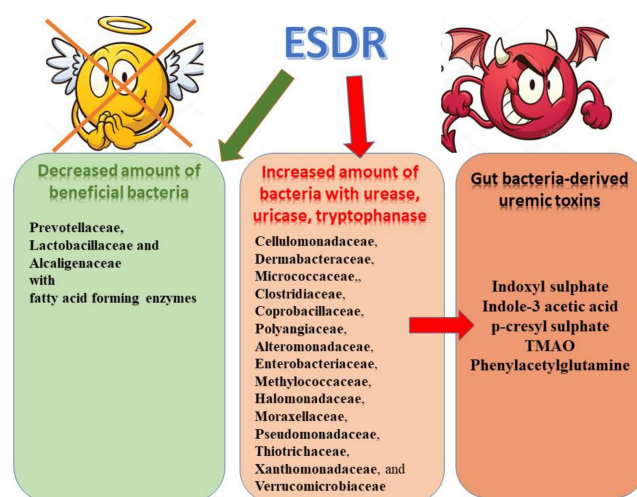 ESDR
Decreased amount of
beneficial bacteria
Prevotellaceae,
Lactobacillaceae and
Alcaligenaceae
with
fatty acid forming enzymes
Increased amount of
bacteria with urease,
uricase, tryptophanase
Cellulomonadaceae,
Dermabacteraceae,
Micrococcaceae,,
Clostridiaceae,
Coprobacillaceae,
Polyangiaceae,
Alteromonadaceae,
Enterobacteriaceae,
Methylococcaceae,
Halomonadaceae,
Moraxellaceae,
Pseudomonadaceae,
Thiotrichaceae,
Xanthomonadaceae, and
Verrucomicrobiaceae
Gut bacteria-derived
uremic toxins
Indoxyl sulphate
Indole-3 acetic acid
p-cresyl sulphate
TMAO
Phenylacetylglutamine